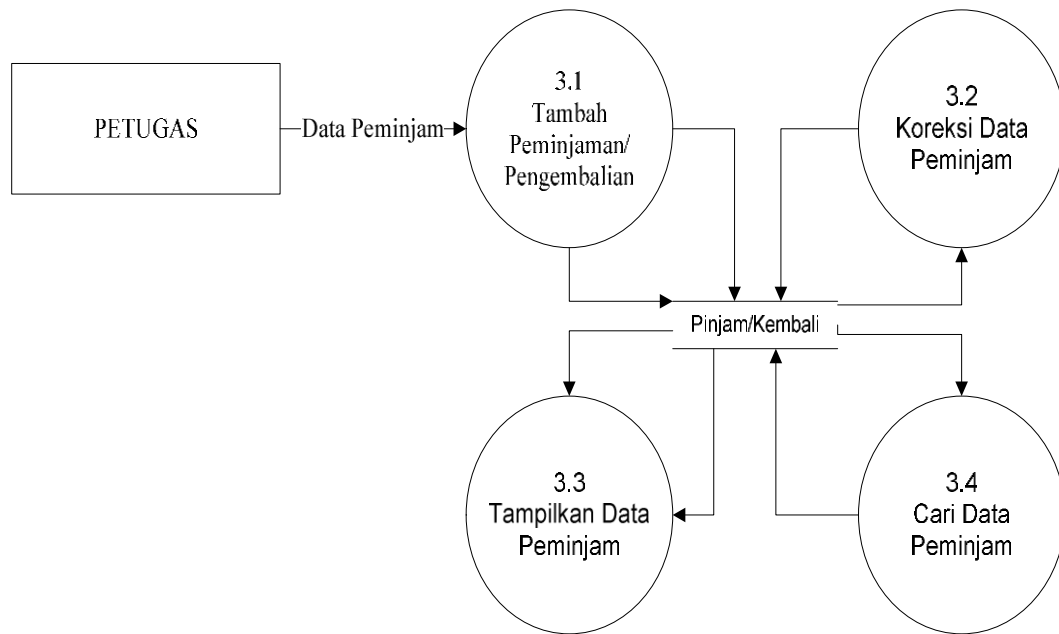 PETUGAS
Data Peminjam
3.1
Tambah
Peminjaman/
Pengembalian
3.2
Koreksi Data
Peminjam
Pinjam/Kembali
3.3
Tampilkan Data
Peminjam
3.4
Cari Data
Peminjam